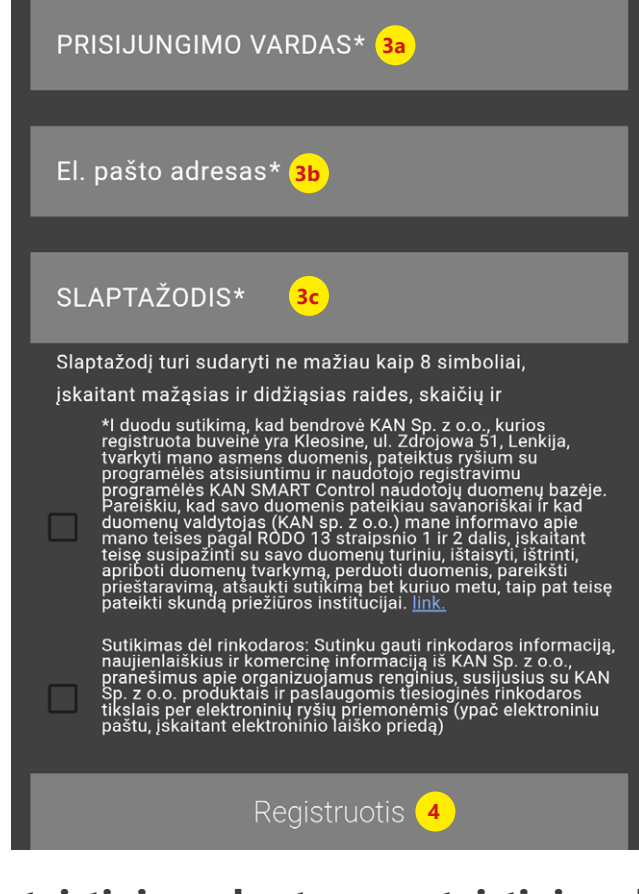 PRISIJUNGIMO VARDAS* 3a
El. pašto adresas* 3b
SLAPTAŽODIS* 3c
Slaptažodį turi sudaryti ne mažiau kaip 8 simboliai,
įskaitant mažąsias ir didžiąsias raides, skaičių ir
*I duodu sutikimą, kad bendrovė KAN Sp. z o.o., kurios
registruota buveinė yra Kleosine, ul. Zdrojowa 51, Lenkija,
tvarkyti mano asmens duomenis, pateiktus ryšium su
programėlės atsisiuntimu ir naudotojo registravimu
programėlės KAN SMART Control naudotojų duomenų bazėje.
Pareiškiu, kad savo duomenis pateikiau savanoriškai ir kad
duomenų valdytojas (KAN sp. z o.o.) mane informavo apie
mano teises pagal RODO 13 straipsnio 1 ir 2 dalis, įskaitant
teisę susipažinti su savo duomenų turiniu, ištaisyti, ištrinti,
apriboti duomenų tvarkymą, perduoti duomenis, pareikšti
prieštaravimą, atšaukti sutikimą bet kuriuo metu, taip pat teisę
pateikti skundą priežiūros institucijai. link.
Sutikimas dėl rinkodaros: Sutinku gauti rinkodaros informaciją,
naujienlaiškius ir komercinę informaciją iš KAN Sp. z o.o.,
pranešimus apie organizuojamus renginius, susijusius su KAN
Sp. z o.o. produktais ir paslaugomis tiesioginės rinkodaros
tikslais per elektroninių ryšių priemonėmis (ypač elektroniniu
paštu, įskaitant elektroninio laiško priedą)
Registruotis 4